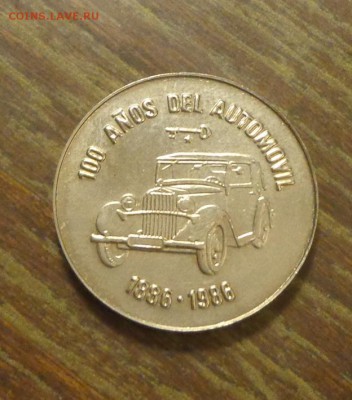 COINS.LAVE.RU
100 AÑOS DEL AUTOMOVIL
1886 · 1986